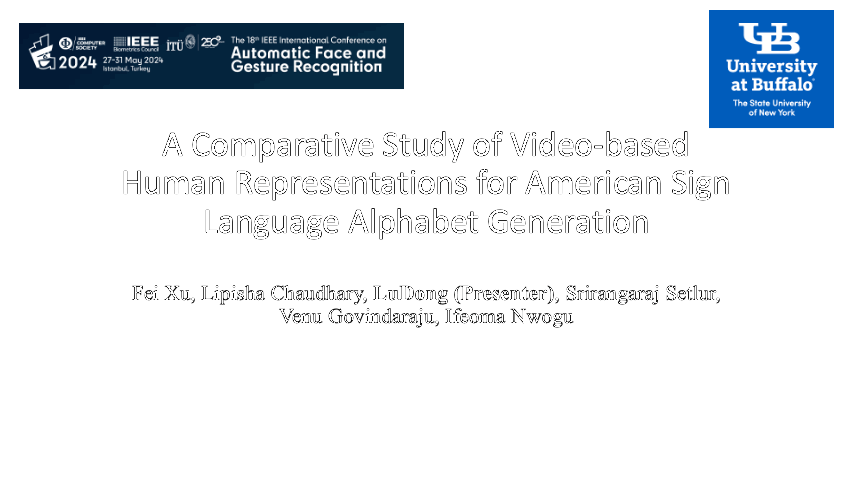 IEEE COMPUTER SOCIETY
IEEE Biometrics Council
İTÜ
250
The 18th IEEE International Conference on
Automatic Face and
Gesture Recognition
2024
27-31 May 2024
Istanbul, Turkey
UB
University
at Buffalo
The State University
of New York
A Comparative Study of Video-based
Human Representations for American Sign
Language Alphabet Generation
Fei Xu, Lipisha Chaudhary, LuDong (Presenter), Srirangaraj Setlur,
Venu Govindaraju, Ifeoma Nwogu